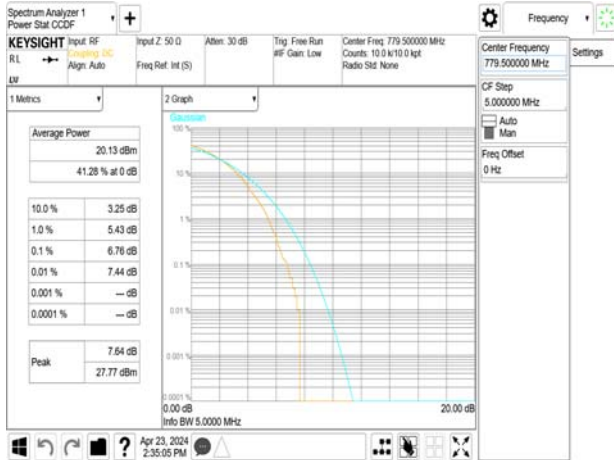 Spectrum Analyzer 1
Power Stat CCDF
+
Frequency
KEYSIGHT
RL
LXI
Input: RF
Coupling: DC
Align: Auto
Input Z: 50 Ω
Freq Ref: Int (S)
Atten: 30 dB
Trig: Free Run
#IF Gain: Low
Center Freq: 779.500000 MHz
Counts: 10.0 k/10.0 kpt
Radio Std: None
Center Frequency
779.500000 MHz
Settings
CF Step
5.000000 MHz
Auto
Man
Freq Offset
0 Hz
1 Metrics
Average Power
20.13 dBm
41.28 % at 0 dB
10.0 % 3.25 dB
1.0 % 5.43 dB
0.1 % 6.76 dB
0.01 % 7.44 dB
0.001 % --- dB
0.0001 % --- dB
Peak
7.64 dB
27.77 dBm
2 Graph
Gaussian
100 %
10 %
1 %
0.1 %
0.01 %
0.001 %
0.0001 %
0.00 dB 20.00 dB
Info BW 5.0000 MHz
?
Apr 23, 2024
2:35:05 PM